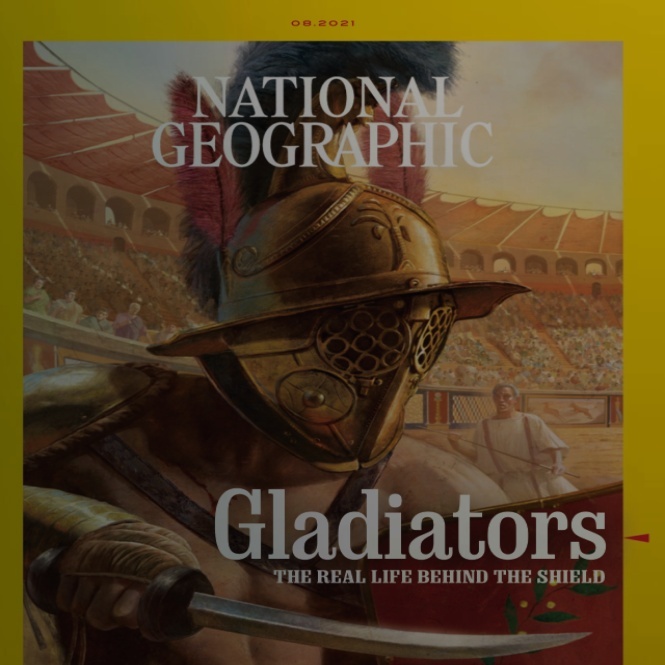 08.2021
NATIONAL
GEOGRAPHIC
Gladiators
THE REAL LIFE BEHIND THE SHIELD